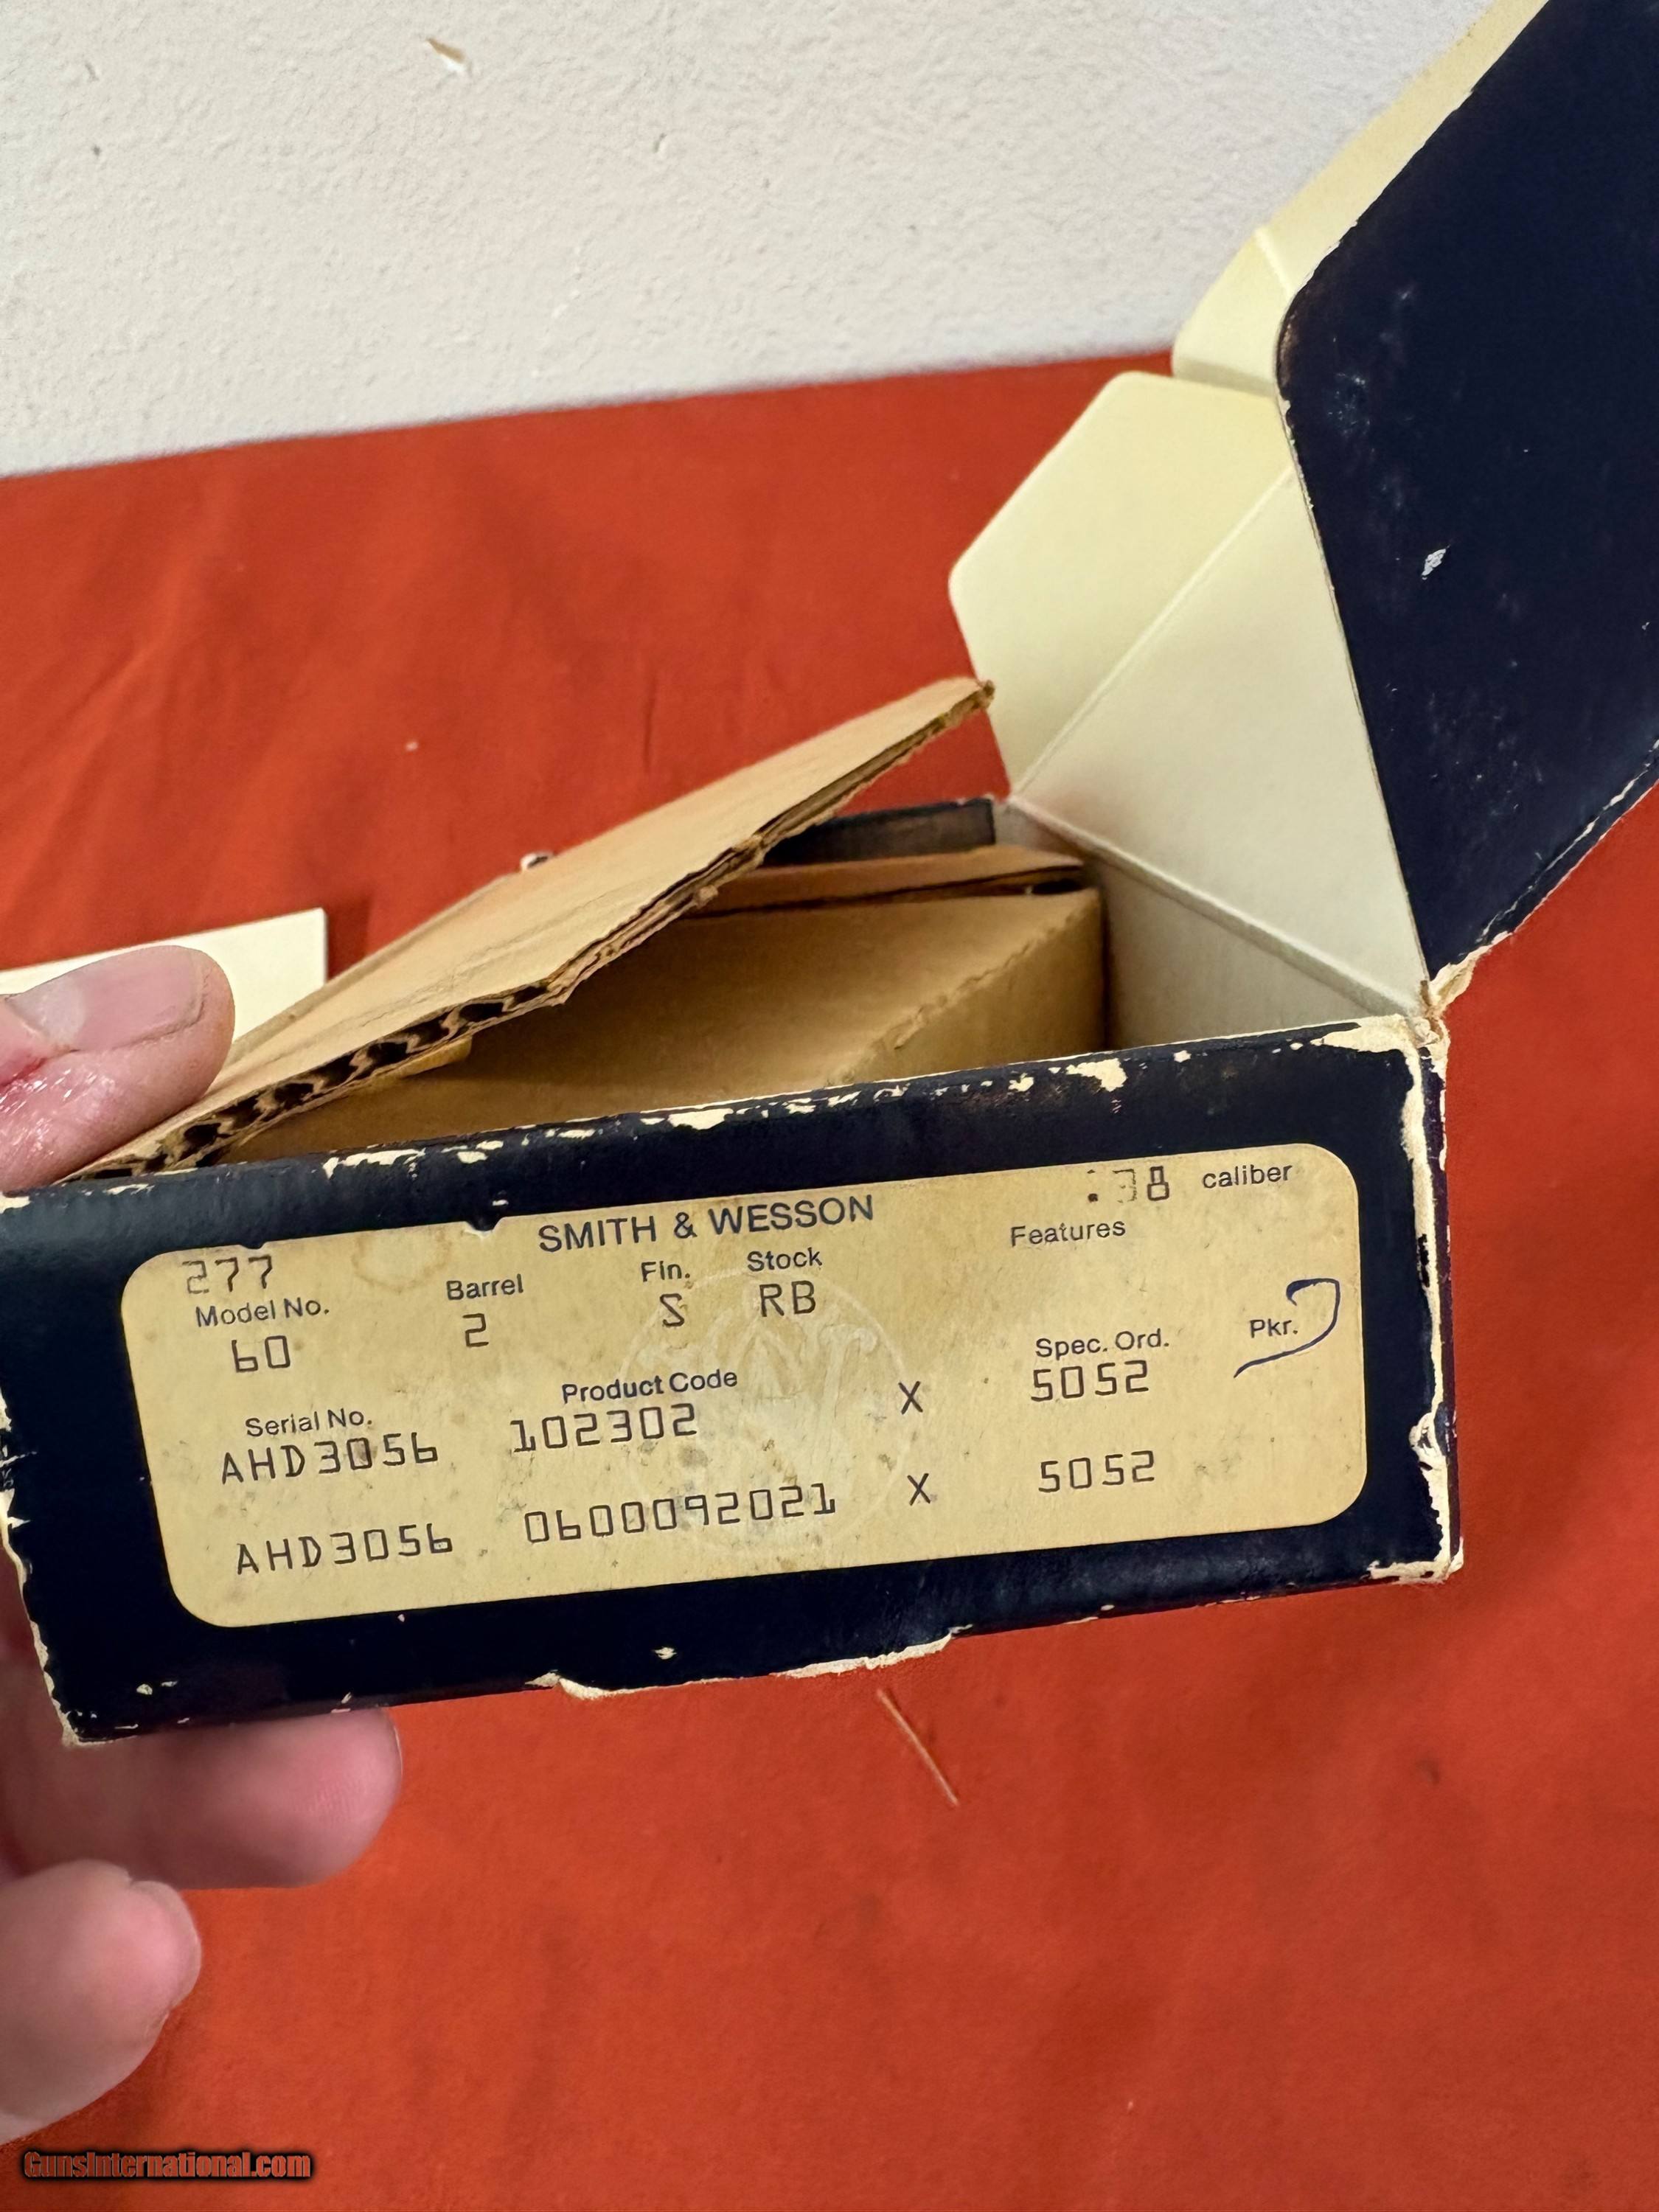 .38 caliber
SMITH & WESSON
277 Barrel Fin. Stock Features
Model No. 2 S RB
60 Spec. Ord. Pkr.
Product Code X 5052
Serial No. 102302
AHD3056
AHD3056 0600092021 X 5052
GunsInternational.com